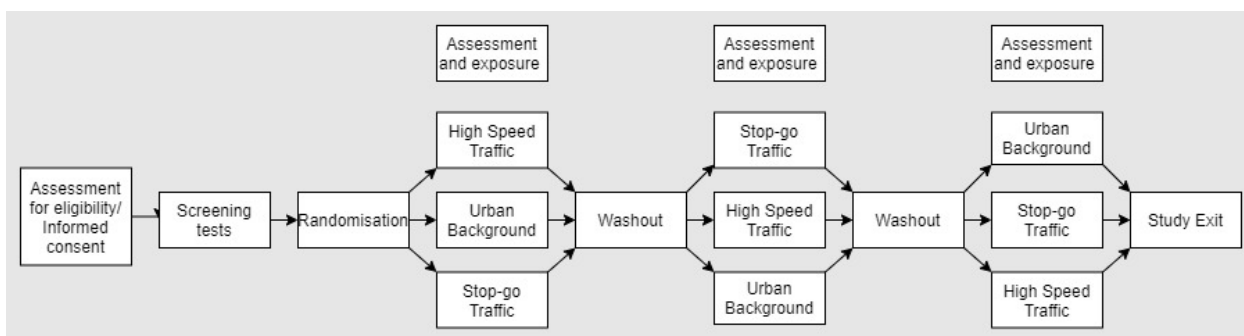 Assessment
and exposure
Assessment
and exposure
Assessment
and exposure
High Speed
Traffic
Stop-go
Traffic
Urban
Background
Assessment
for eligibility/
Informed
consent
Screening
tests
Randomisation
Urban
Background
Washout
High Speed
Traffic
Washout
Stop-go
Traffic
Study Exit
Stop-go
Traffic
Urban
Background
High Speed
Traffic